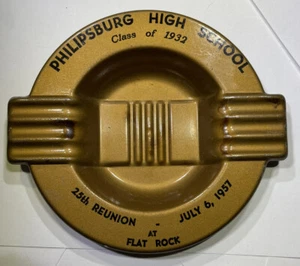 PHILIPSBURG HIGH SCHOOL
Class of 1932
25th REUNION - JULY 6, 1957
AT
FLAT ROCK